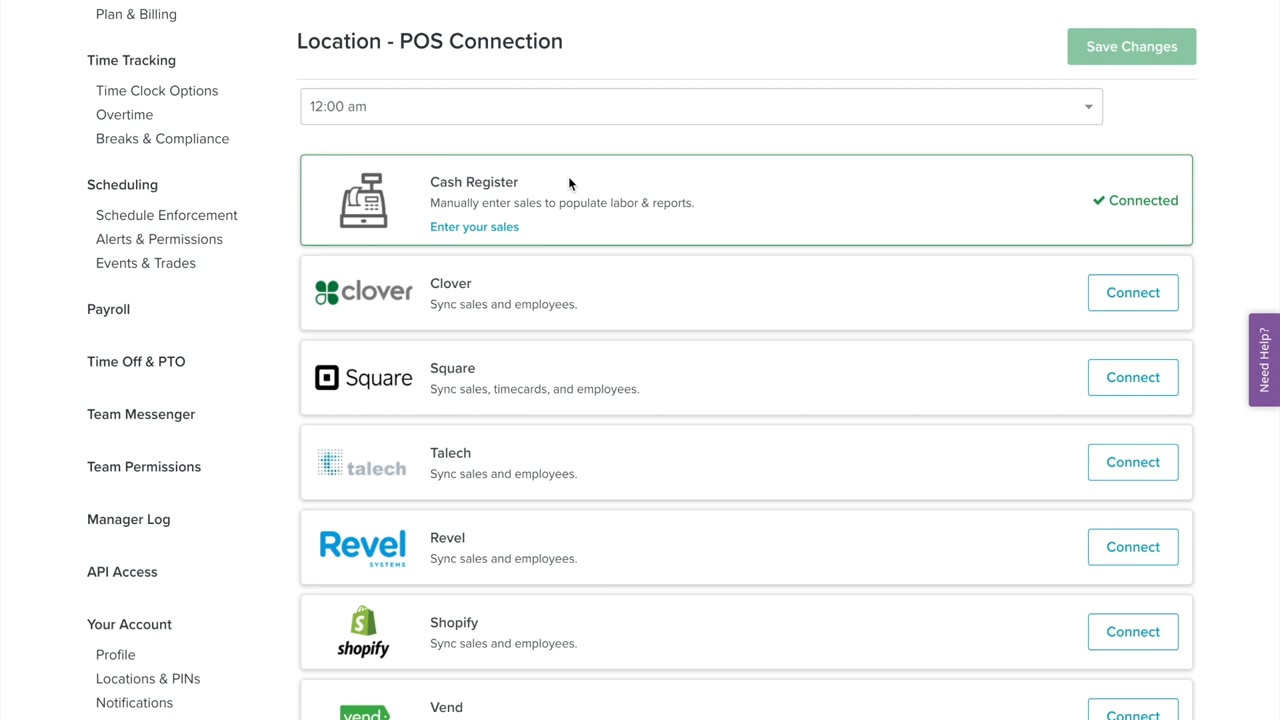 Plan & Billing
Time Tracking
Time Clock Options
Overtime
Breaks & Compliance
Scheduling
Schedule Enforcement
Alerts & Permissions
Events & Trades
Payroll
Time Off & PTO
Team Messenger
Team Permissions
Manager Log
API Access
Your Account
Profile
Locations & PINs
Notifications
Location - POS Connection
Save Changes
12:00 am
Cash Register
Manually enter sales to populate labor & reports.
Enter your sales
Connected
clover
Clover
Sync sales and employees.
Connect
Square
Square
Sync sales, timecards, and employees.
Connect
talech
Talech
Sync sales and employees.
Connect
Revel
SYSTEMS
Revel
Sync sales and employees.
Connect
shopify
Shopify
Sync sales and employees.
Connect
vend
Vend
Connect
Need Help?